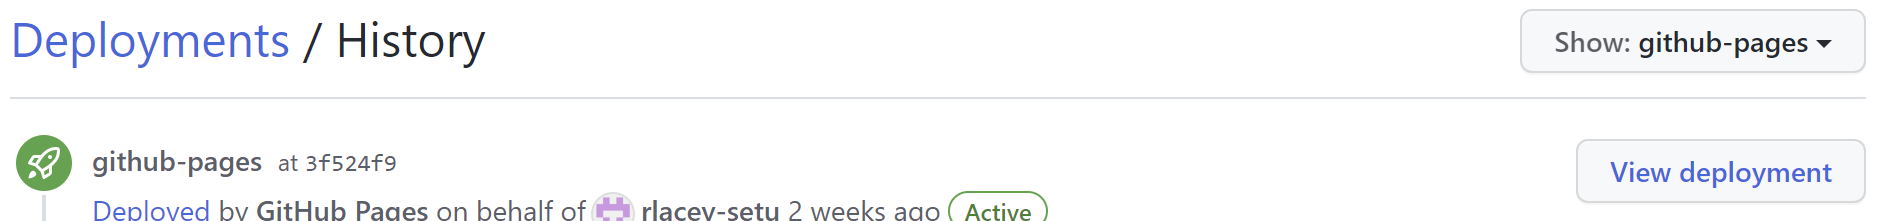 Deployments / History
Show: github-pages
github-pages at 3f524f9
View deployment
Deployed by GitHub Pages on behalf of rlacey-setu 2 weeks ago Active